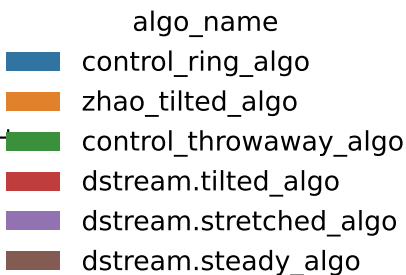 algo_name
control_ring_algo
zhao_tilted_algo
control_throwaway_algo
dstream.tilted_algo
dstream.stretched_algo
dstream.steady_algo